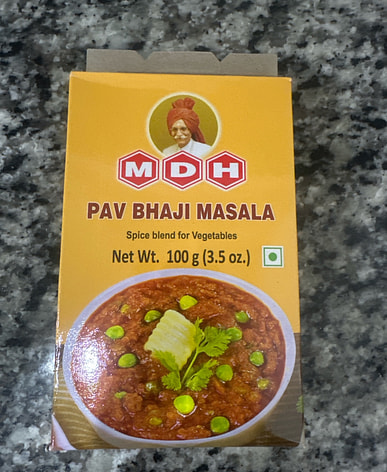 MDH
PAV BHAJI MASALA
Spice blend for Vegetables
Net Wt. 100 g (3.5 oz.)